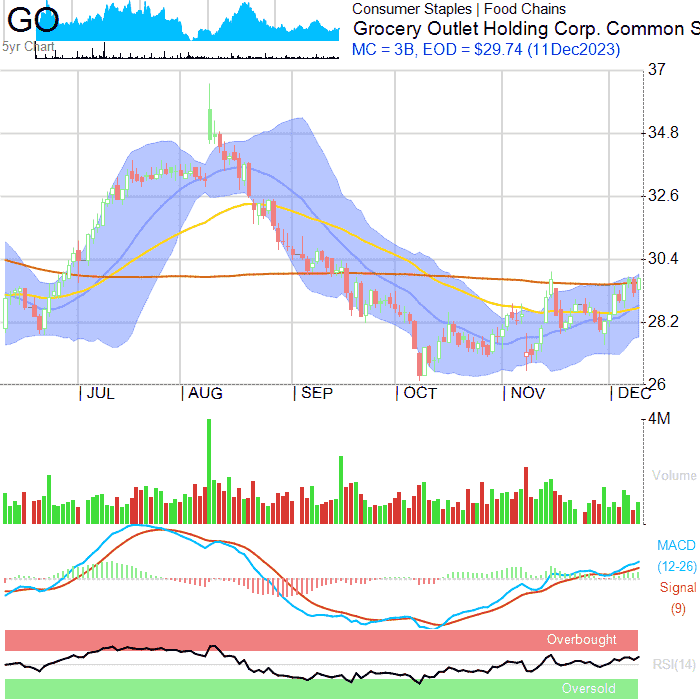 GO
5yr Chart
Consumer Staples | Food Chains
Grocery Outlet Holding Corp. Common S
MC = 3B, EOD = $29.74 (11Dec2023)
37
34.8
32.6
30.4
28.2
26
JUL
AUG
SEP
OCT
NOV
DEC
4M
Volume
MACD
(12-26)
Signal
(9)
Overbought
RSI(14)
Oversold